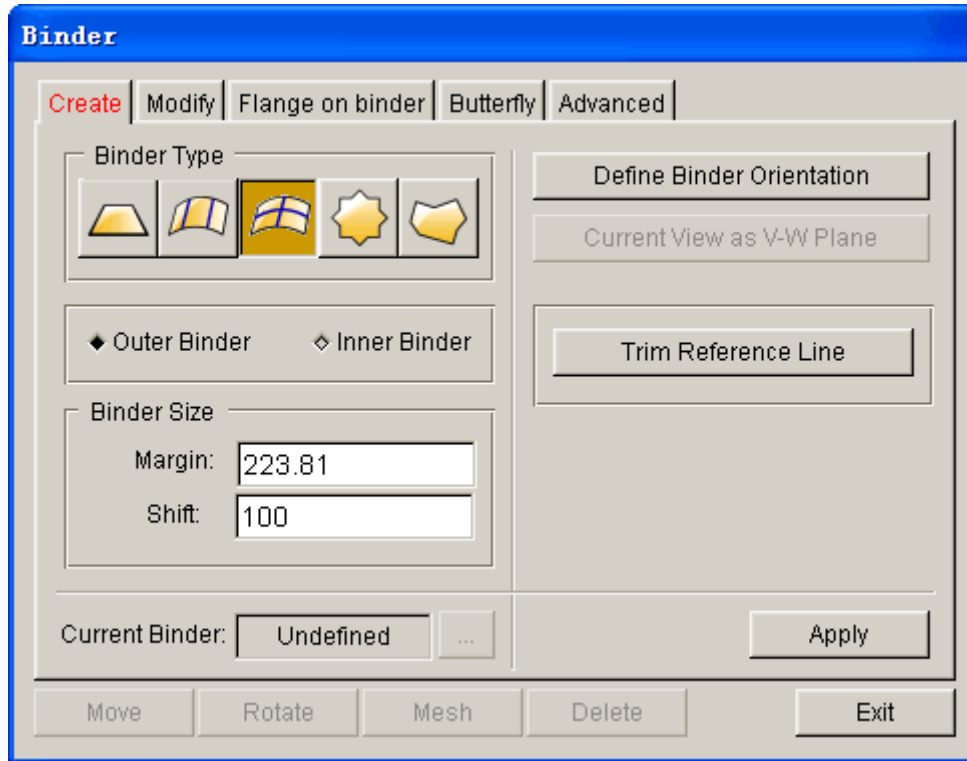 Binder
Create Modify Flange on binder Butterfly Advanced
Binder Type
Define Binder Orientation
Current View as V-W Plane
Outer Binder Inner Binder
Trim Reference Line
Binder Size
Margin: 223.81
Shift: 100
Current Binder: Undefined ... Apply
Move Rotate Mesh Delete Exit